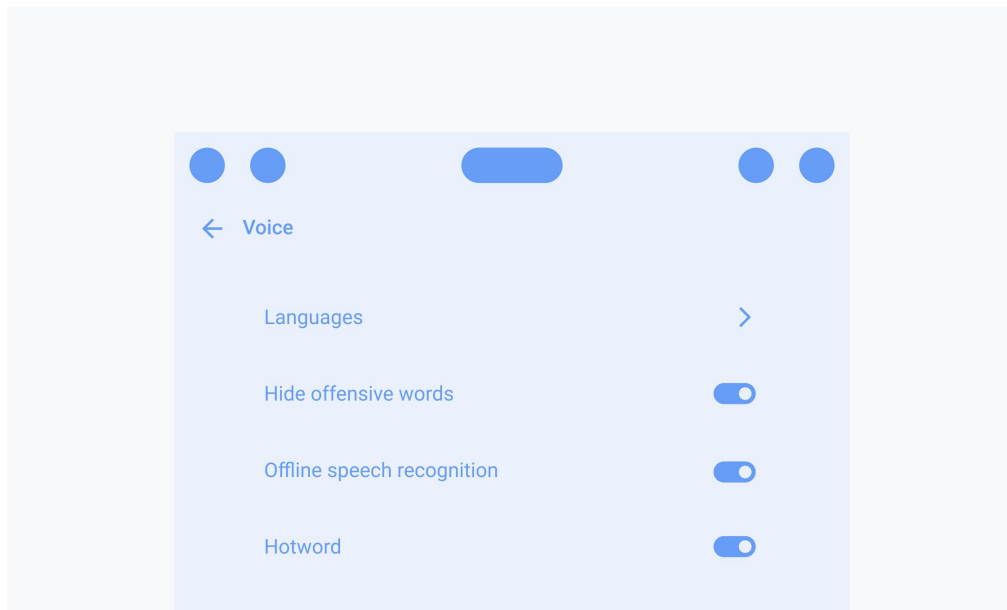 Voice
Languages
Hide offensive words
Offline speech recognition
Hotword